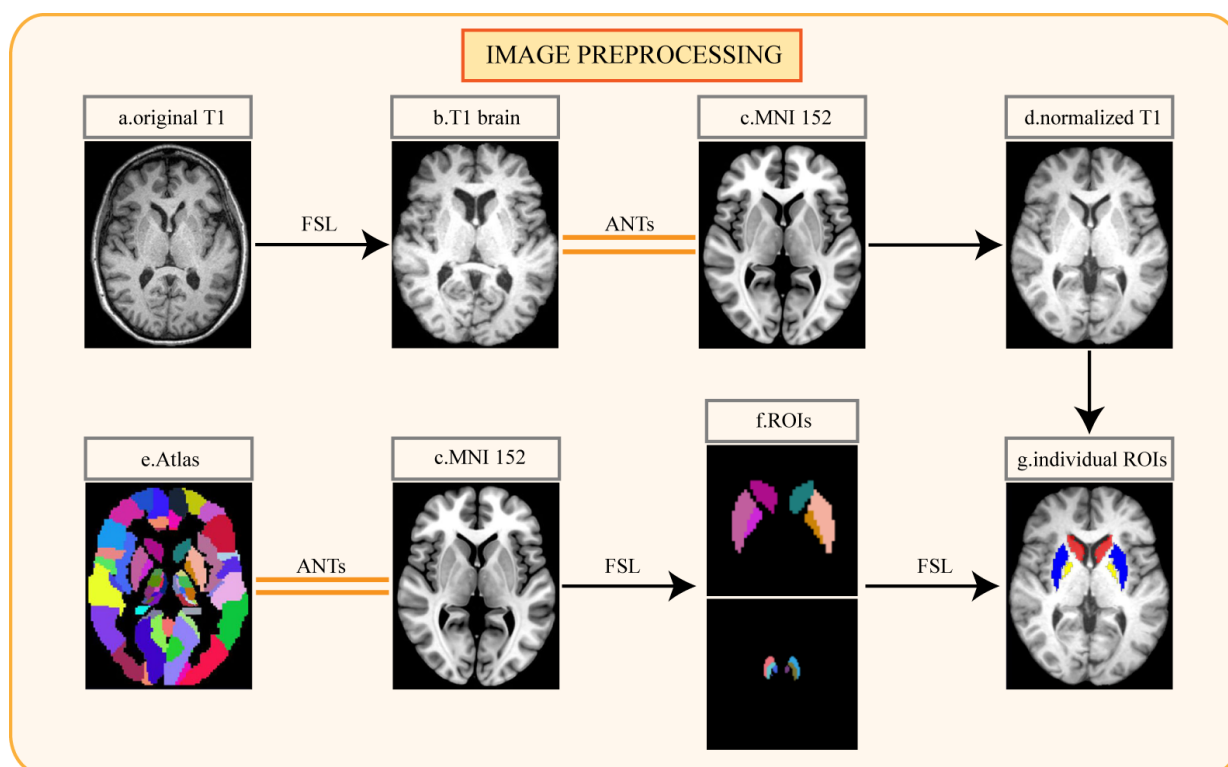 IMAGE PREPROCESSING
a.original T1
b.T1 brain
c.MNI 152
d.normalized T1
FSL
ANTs
e.Atlas
c.MNI 152
f.ROIs
g.individual ROIs
ANTs
FSL
FSL